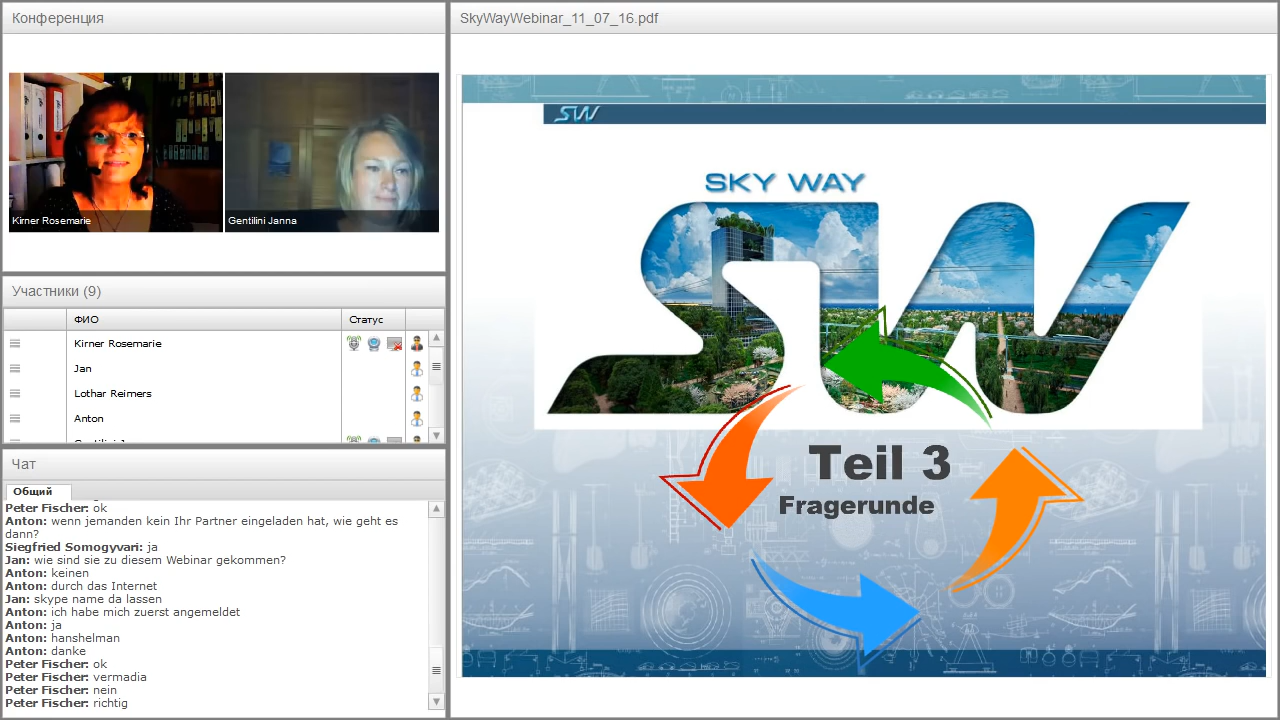 Конференция
Kirner Rosemarie
Gentilini Janna
Участники (9)
ФИО
Статус
Kirner Rosemarie
Jan
Lothar Reimers
Anton
Чат
Общий
Peter Fischer: ok
Anton: wenn jemanden kein Ihr Partner eingeladen hat, wie geht es
dann?
Siegfried Somogyvari: ja
Jan: wie sind sie zu diesem Webinar gekommen?
Anton: keinen
Anton: durch das Internet
Jan: skype name da lassen
Anton: ich habe mich zuerst angemeldet
Anton: ja
Anton: hanshelman
Anton: danke
Peter Fischer: ok
Peter Fischer: vermadia
Peter Fischer: nein
Peter Fischer: richtig
SkyWayWebinar_11_07_16.pdf
SW
SKY WAY
SW
Teil 3
Fragerunde